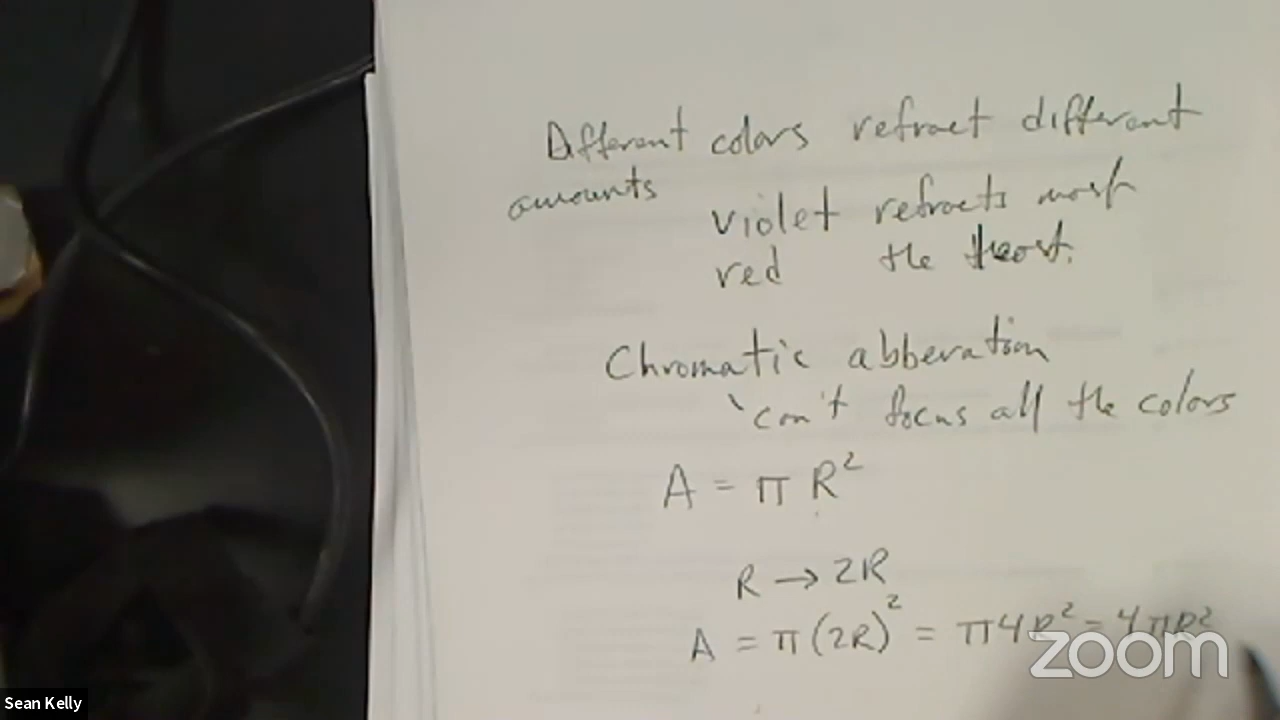 Different colors refract different
amounts
violet refracts most
red the least.
Chromatic abberation
can't focus all the colors
A = π R²
R → 2R
A = π(2R)² = π4R² = 4πR²
zoom
Sean Kelly